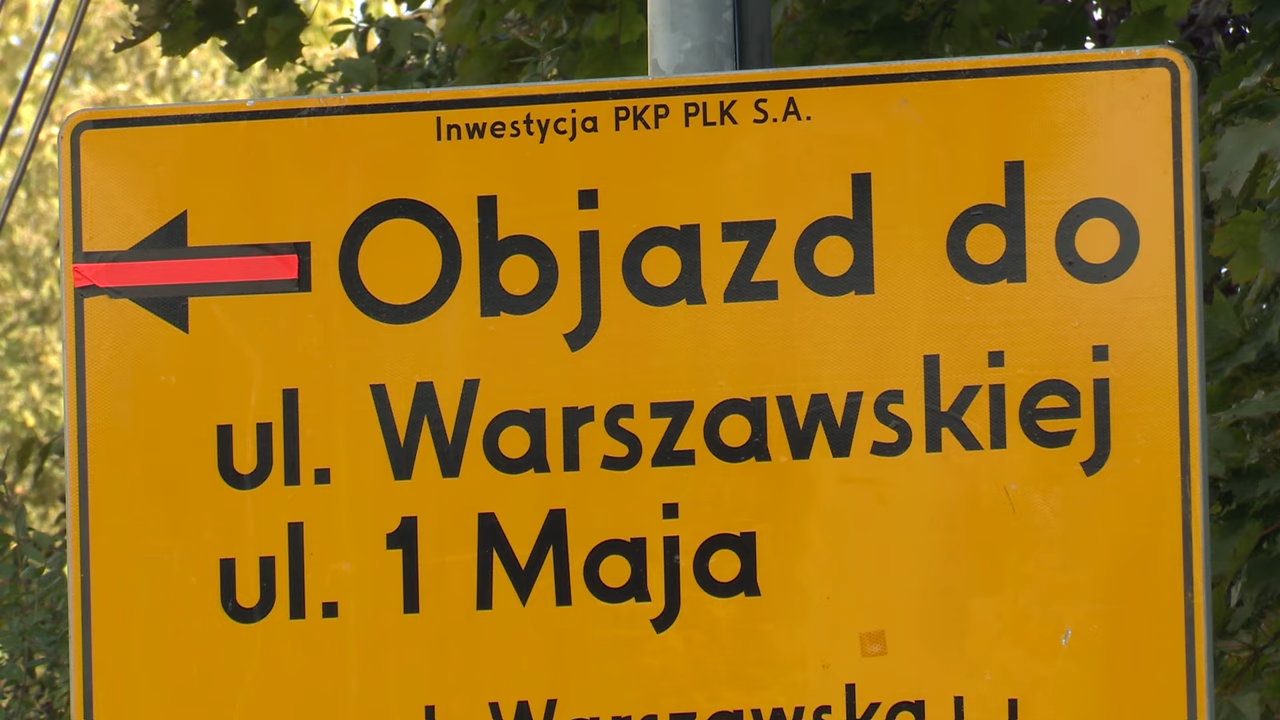 Inwestycja PKP PLK S.A.
Objazd do
ul. Warszawskiej
ul. 1 Maja
Warszawska